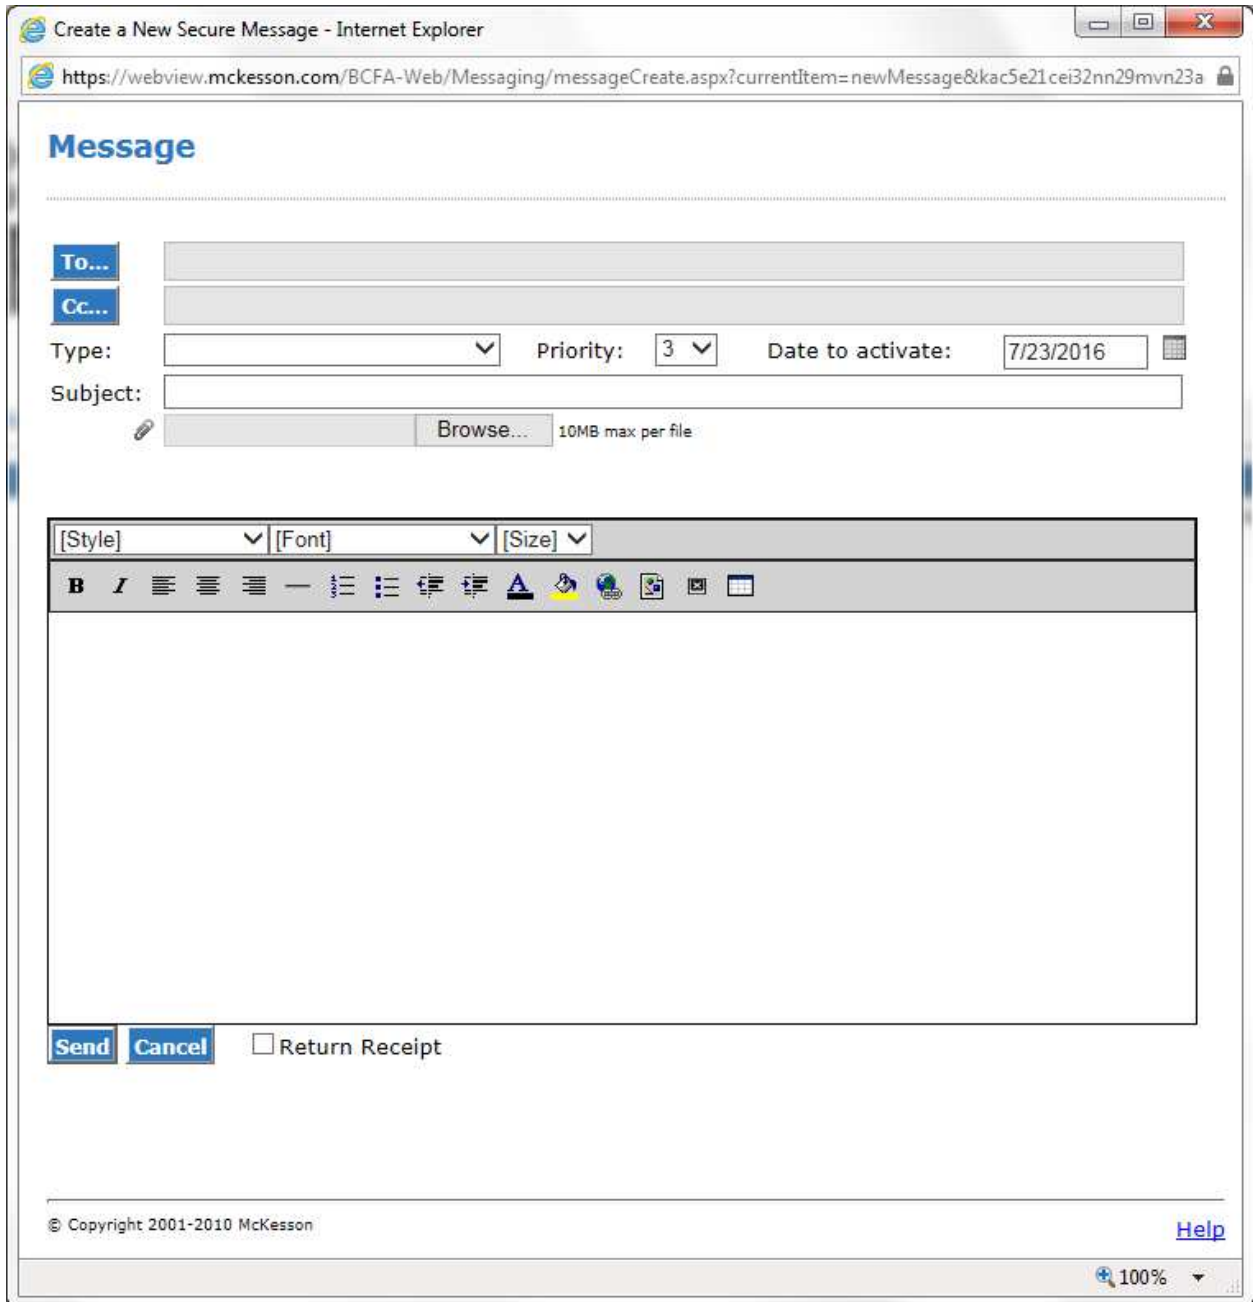 Create a New Secure Message - Internet Explorer
https://webview.mckesson.com/BCFA-Web/Messaging/messageCreate.aspx?currentItem=newMessage&kac5e21cei32nn29mvn23a
Message
To...
Cc...
Type: Priority: 3 Date to activate: 7/23/2016
Subject:
Browse... 10MB max per file
[Style] [Font] [Size]
B I A
Send Cancel Return Receipt
© Copyright 2001-2010 McKesson
Help
100%